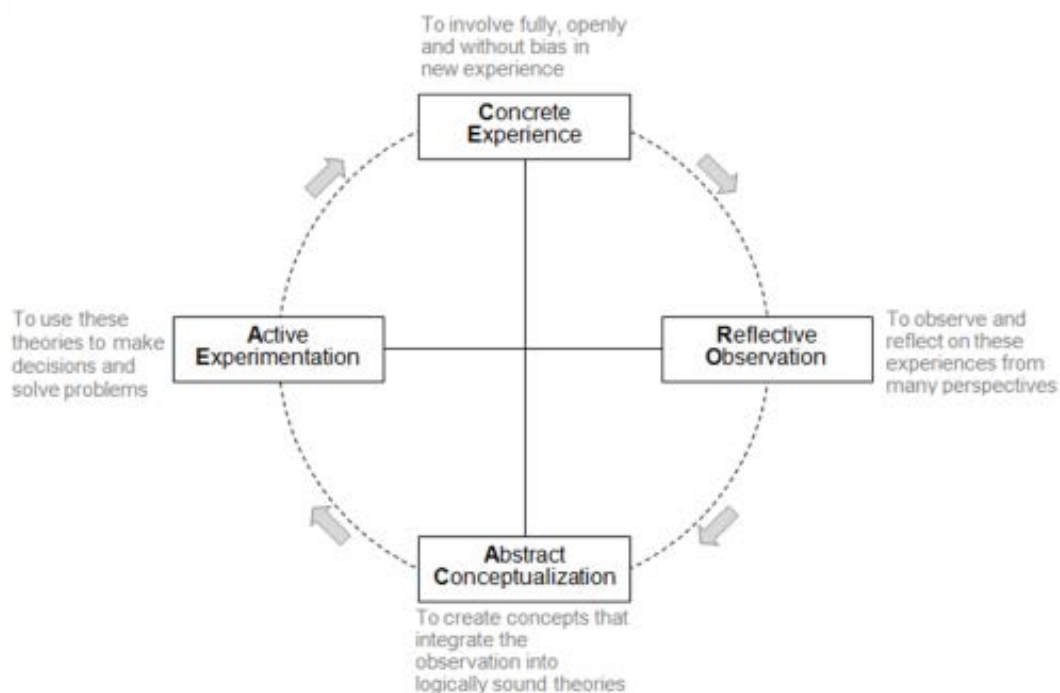 To involve fully, openly
and without bias in
new experience
Concrete
Experience
To use these
theories to make
decisions and
solve problems
Active
Experimentation
Reflective
Observation
To observe and
reflect on these
experiences from
many perspectives
Abstract
Conceptualization
To create concepts that
integrate the
observation into
logically sound theories